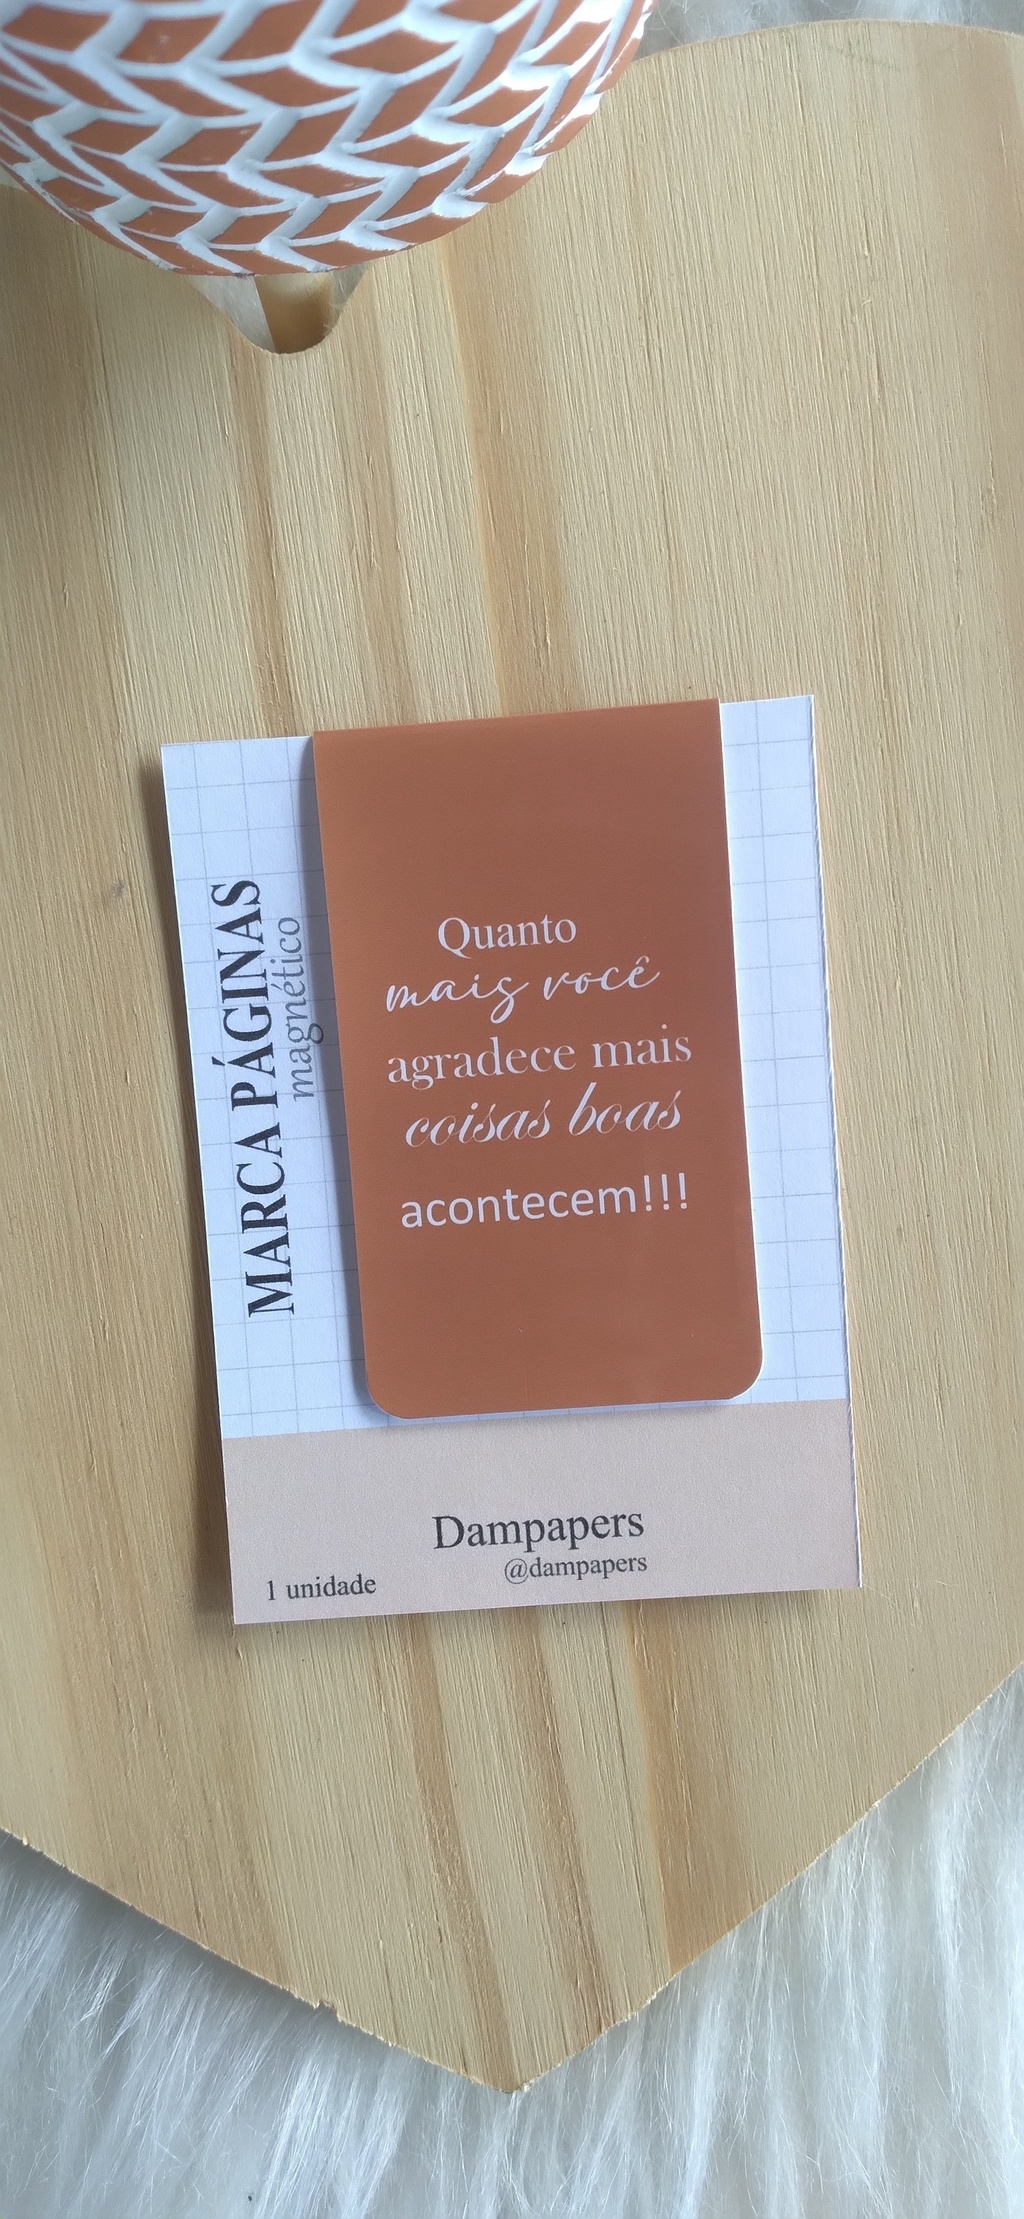 MARCA PÁGINAS
magnético
Quanto
mais você
agradece mais
coisas boas
acontecem!!!
Dampapers
@dampapers
1 unidade